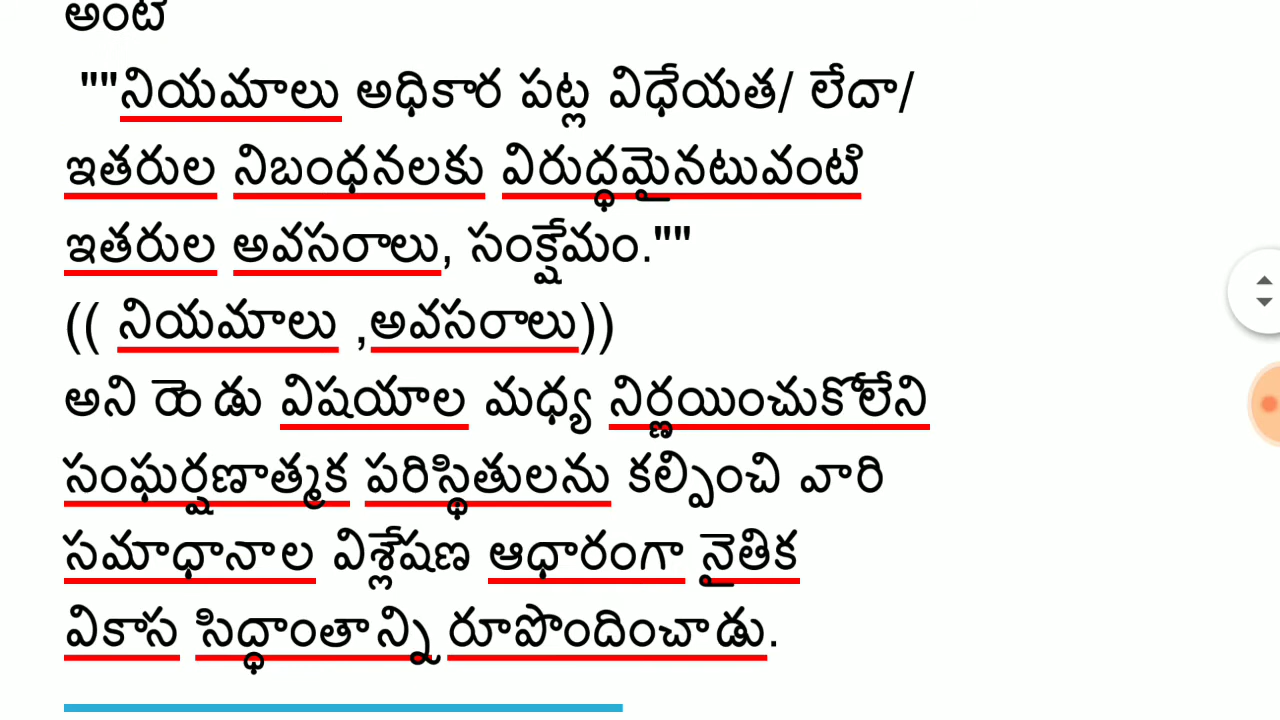 అంటే
""నియమాలు అధికార పట్ల విధేయత/ లేదా/
ఇతరుల నిబంధనలకు విరుద్ధమైనటువంటి
ఇతరుల అవసరాలు, సంక్షేమం.""
(( నియమాలు ,అవసరాలు))
అని రెండు విషయాల మధ్య నిర్ణయించుకోలేని
సంఘర్షణాత్మక పరిస్థితులను కల్పించి వారి
సమాధానాల విశ్లేషణ ఆధారంగా నైతిక
వికాస సిద్ధాంతాన్ని రూపొందించాడు.